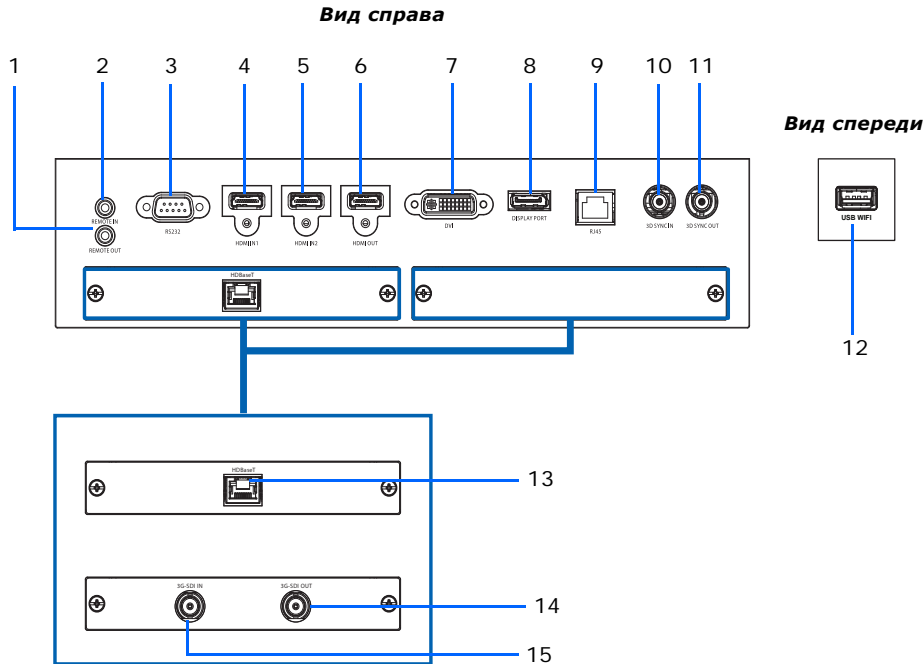 Вид справа
1 2 3 4 5 6 7 8 9 10 11
Вид спереди
REMOTE IN
REMOTE OUT
RS232
HDMI IN1
HDMI IN2
HDMI OUT
DVI
DISPLAY PORT
RJ45
3D SYNC IN
3D SYNC OUT
USB WIFI
12
HDBaseT
HDBaseT
13
3G-SDI IN
3G-SDI OUT
14
15